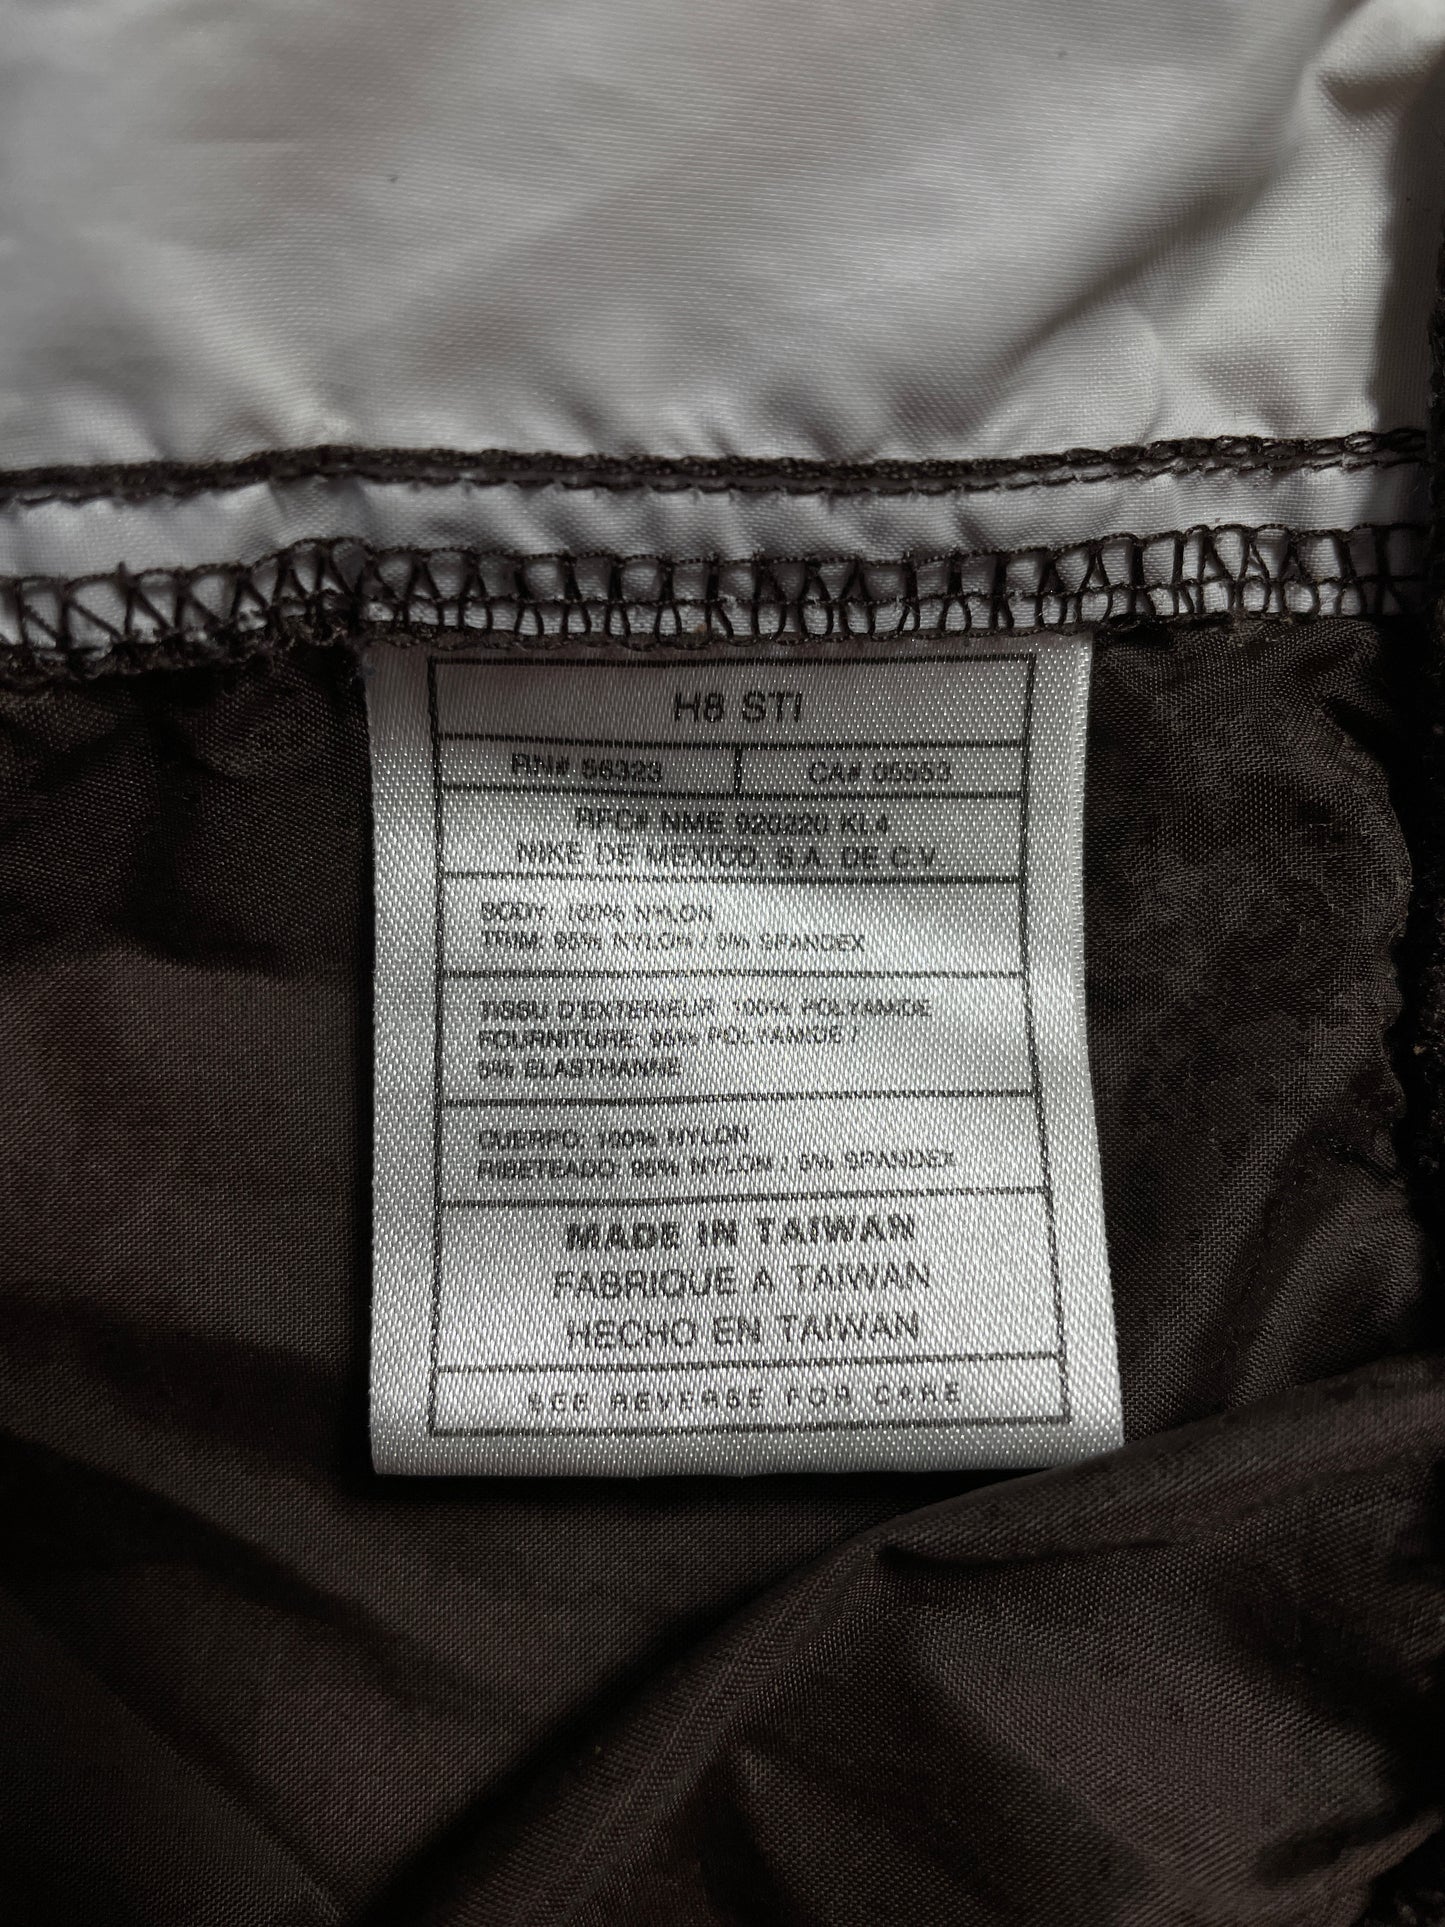 H8 STI
RN# 56323 CA# 05553
RFC# NME 920220 KL4
NIKE DE MEXICO, S.A. DE C.V.
BODY: 100% NYLON
TRIM: 95% NYLON / 5% SPANDEX
TISSU D'EXTERIEUR: 100% POLYAMIDE
FOURNITURE: 95% POLYAMIDE /
5% ELASTHANNE
CUERPO: 100% NYLON
RIBETEADO: 95% NYLON / 5% SPANDEX
MADE IN TAIWAN
FABRIQUE A TAIWAN
HECHO EN TAIWAN
SEE REVERSE FOR CARE